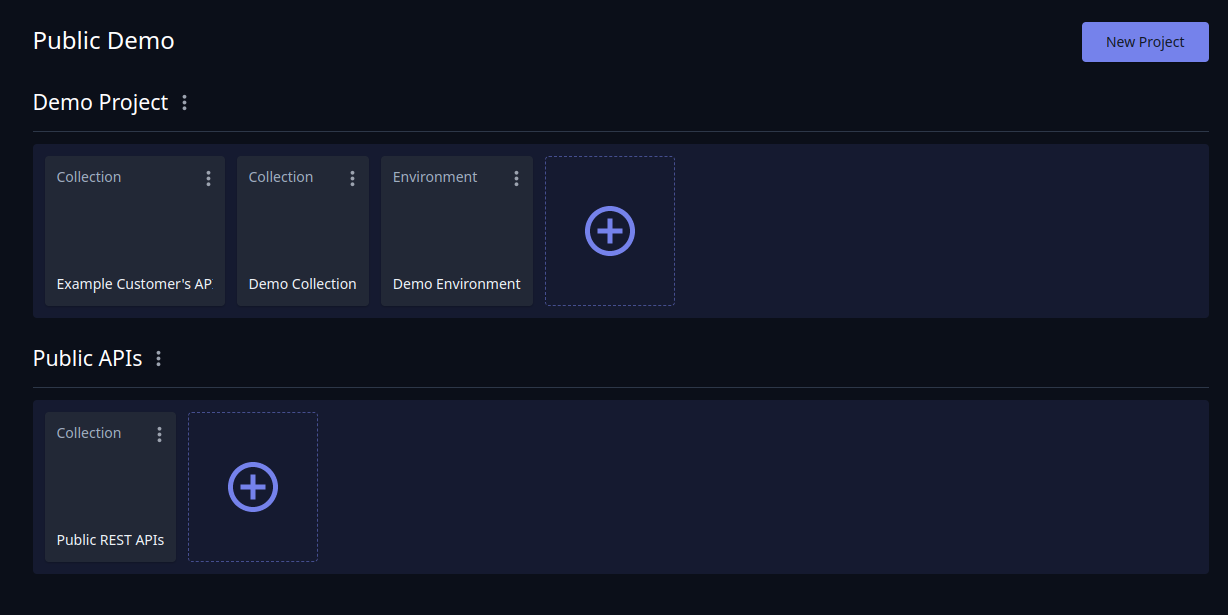 Public Demo
New Project
Demo Project
Collection
Collection
Environment
Example Customer's AP
Demo Collection
Demo Environment
Public APIs
Collection
Public REST APIs